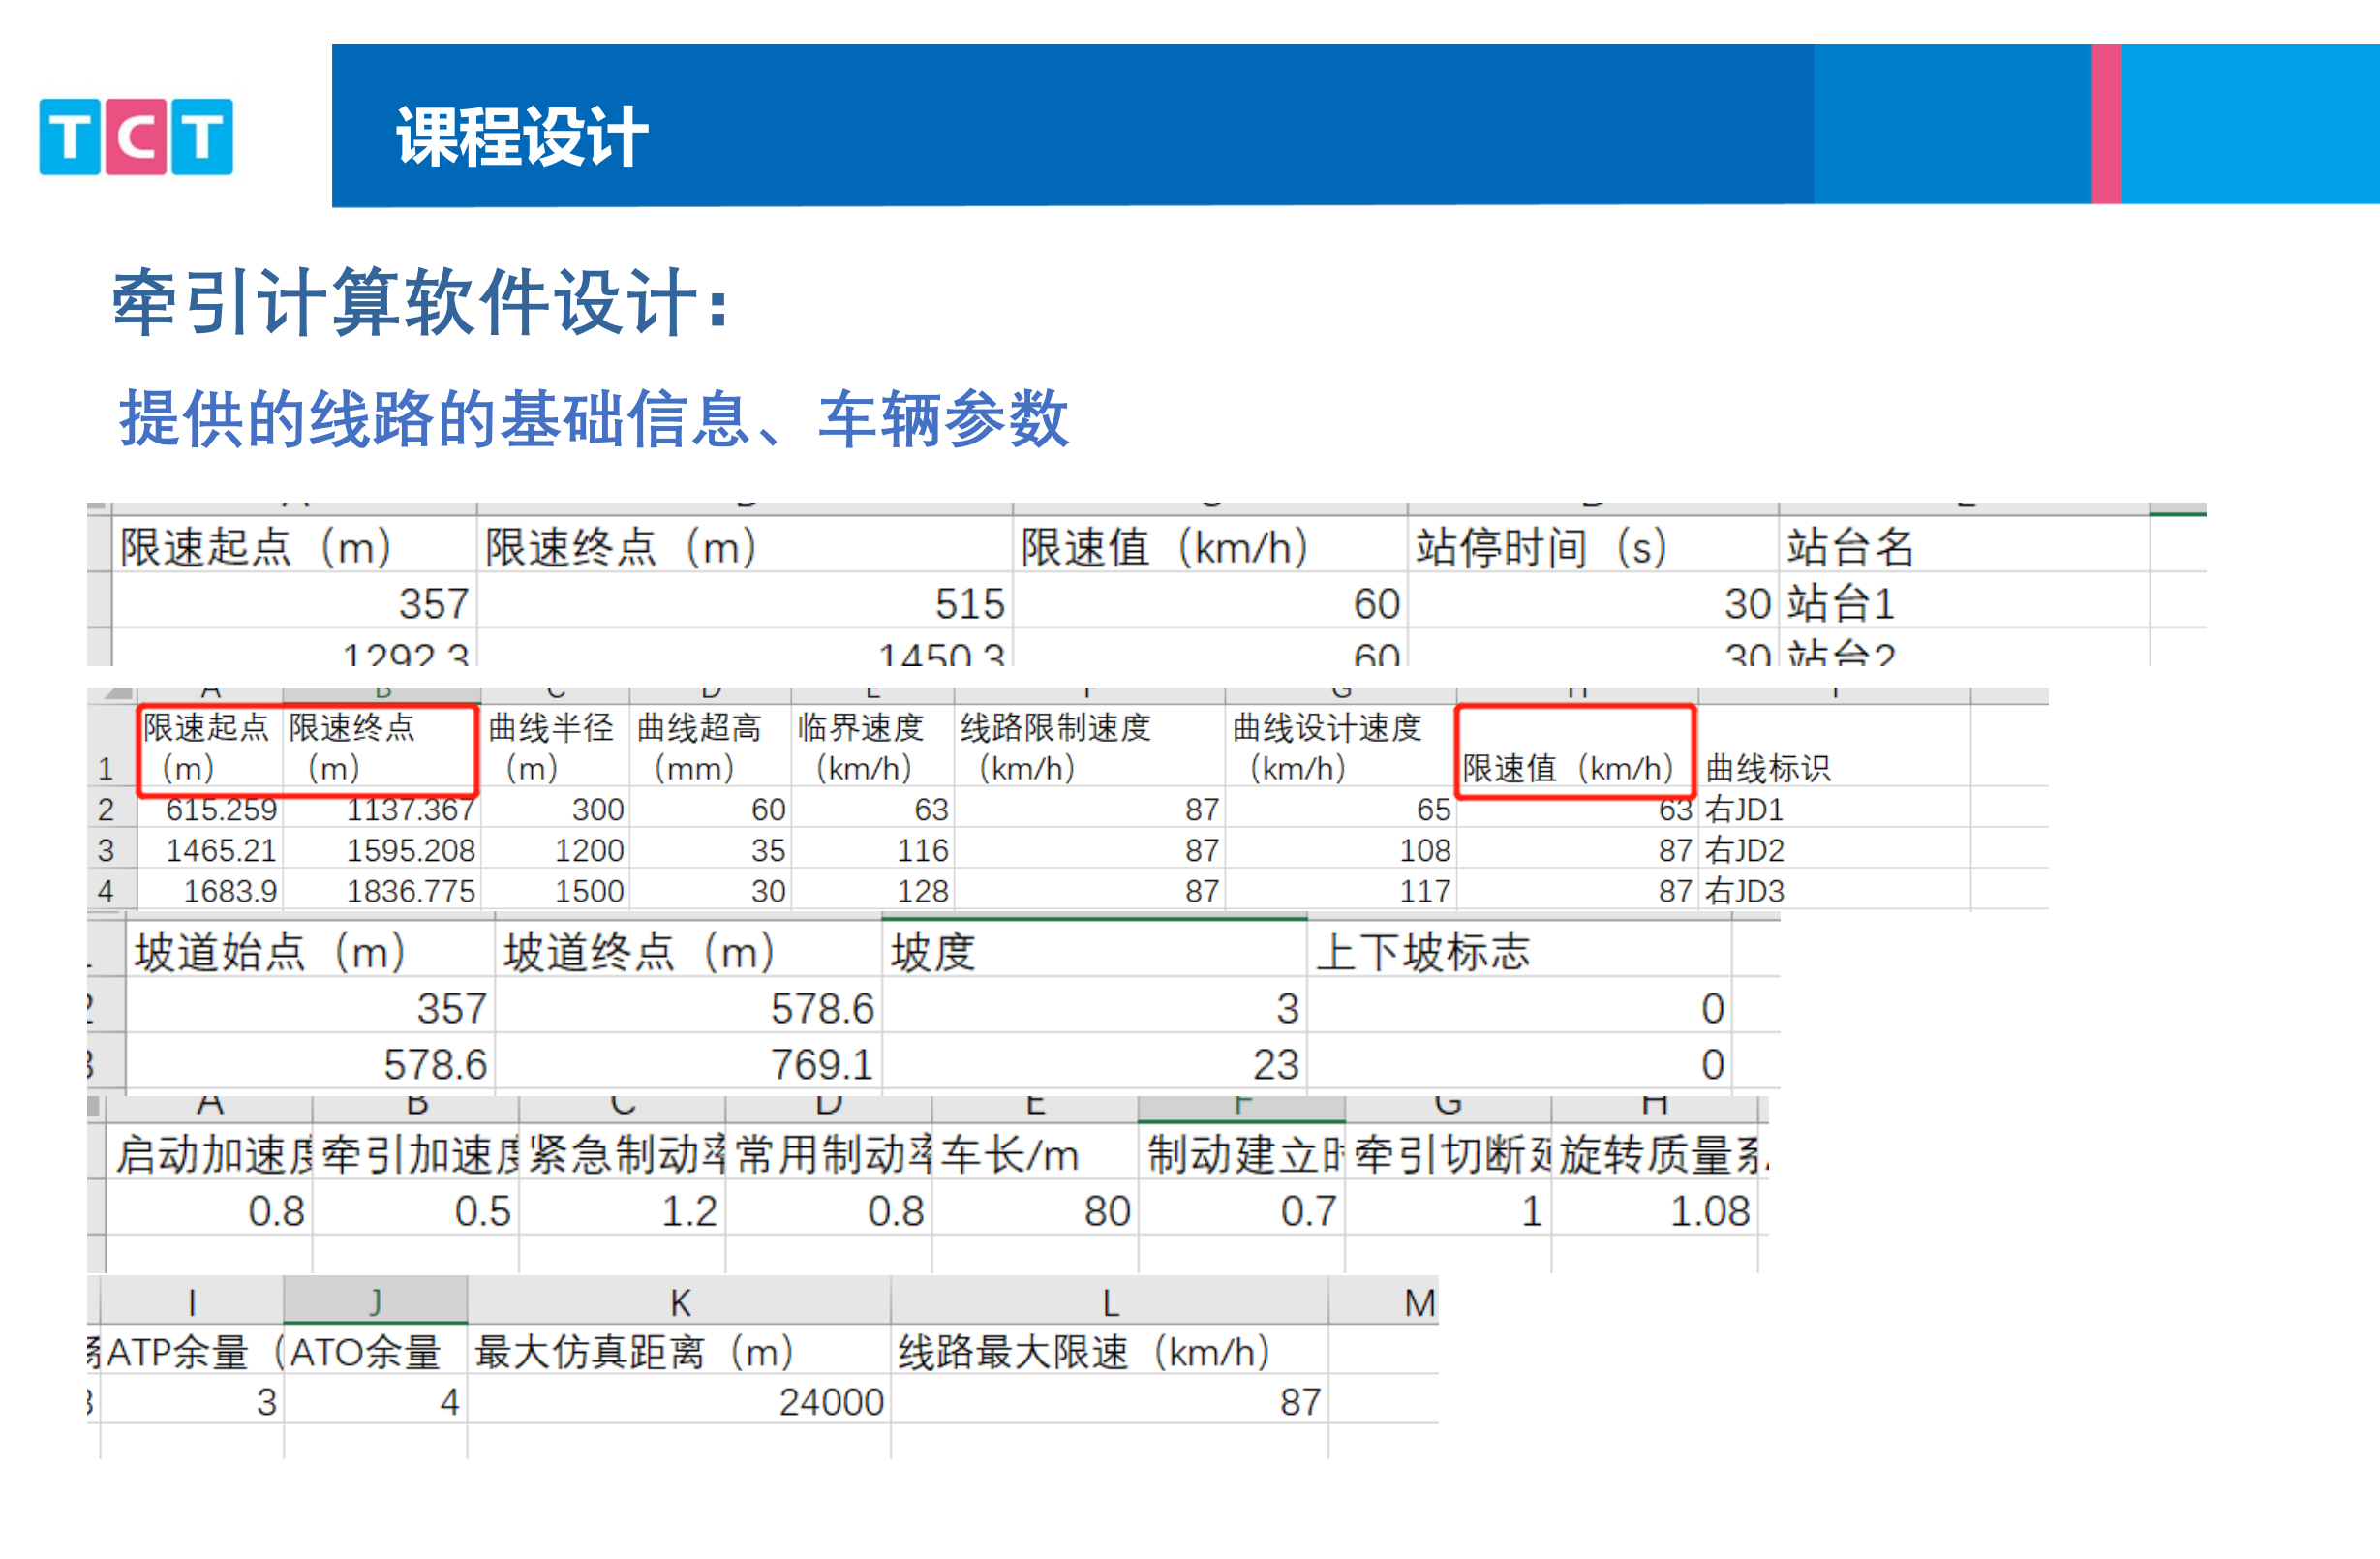 TCT
课程设计
牵引计算软件设计：
提供的线路的基础信息、车辆参数
限速起点（m） 限速终点（m） 限速值（km/h） 站停时间（s） 站台名
357 515 60 30 站台1
1292.3 1450.3 60 30 站台2
A B C D E F G H I
限速起点 限速终点 曲线半径 曲线超高 临界速度 线路限制速度 曲线设计速度
1 （m） （m） （m） （mm） （km/h） （km/h） （km/h） 限速值（km/h） 曲线标识
2 615.259 1137.367 300 60 63 87 65 63 右JD1
3 1465.21 1595.208 1200 35 116 87 108 87 右JD2
4 1683.9 1836.775 1500 30 128 87 117 87 右JD3
坡道始点（m） 坡道终点（m） 坡度 上下坡标志
2 357 578.6 3 0
3 578.6 769.1 23 0
A B C D E F G H
启动加速度 牵引加速度 紧急制动率 常用制动率 车长/m 制动建立时 牵引切断延 旋转质量系
0.8 0.5 1.2 0.8 80 0.7 1 1.08
I J K L M
ATP余量（ ATO余量 最大仿真距离（m） 线路最大限速（km/h）
3 4 24000 87